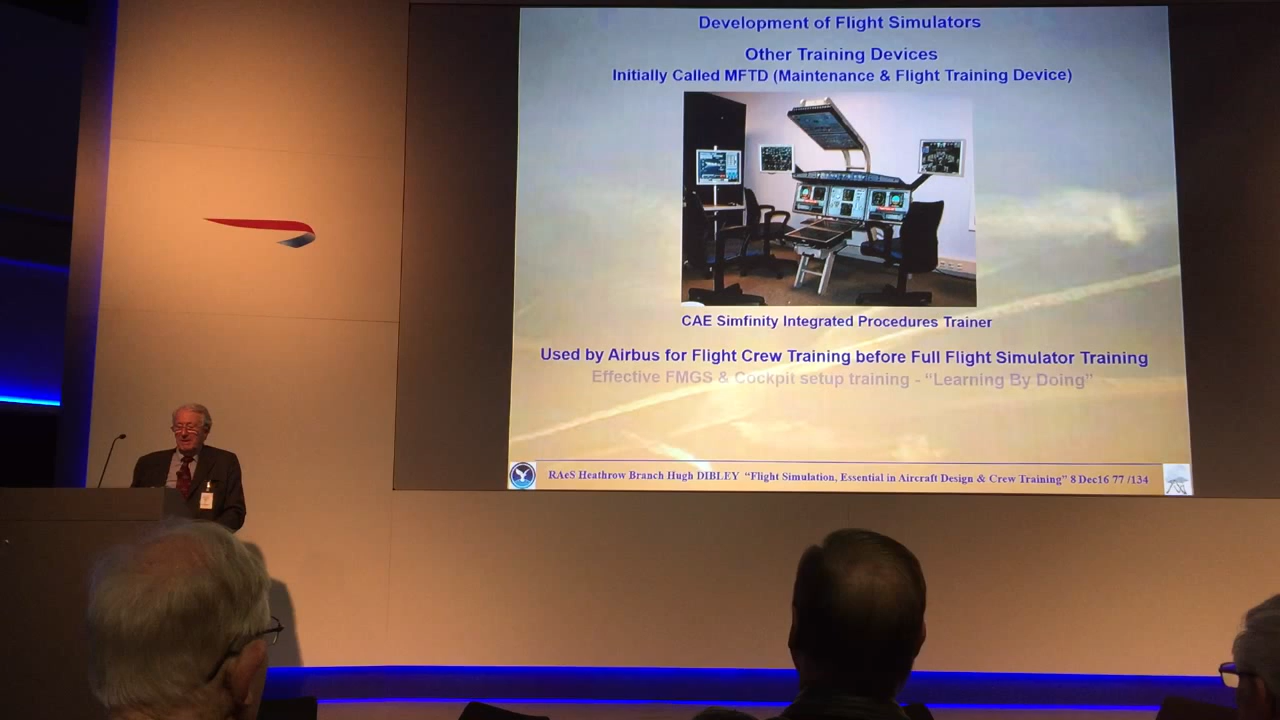 Development of Flight Simulators
Other Training Devices
Initially Called MFTD (Maintenance & Flight Training Device)
CAE Simfinity Integrated Procedures Trainer
Used by Airbus for Flight Crew Training before Full Flight Simulator Training
Effective FMGS & Cockpit setup training - “Learning By Doing”
RAeS Heathrow Branch Hugh DIBLEY “Flight Simulation, Essential in Aircraft Design & Crew Training” 8 Dec16 77 /134